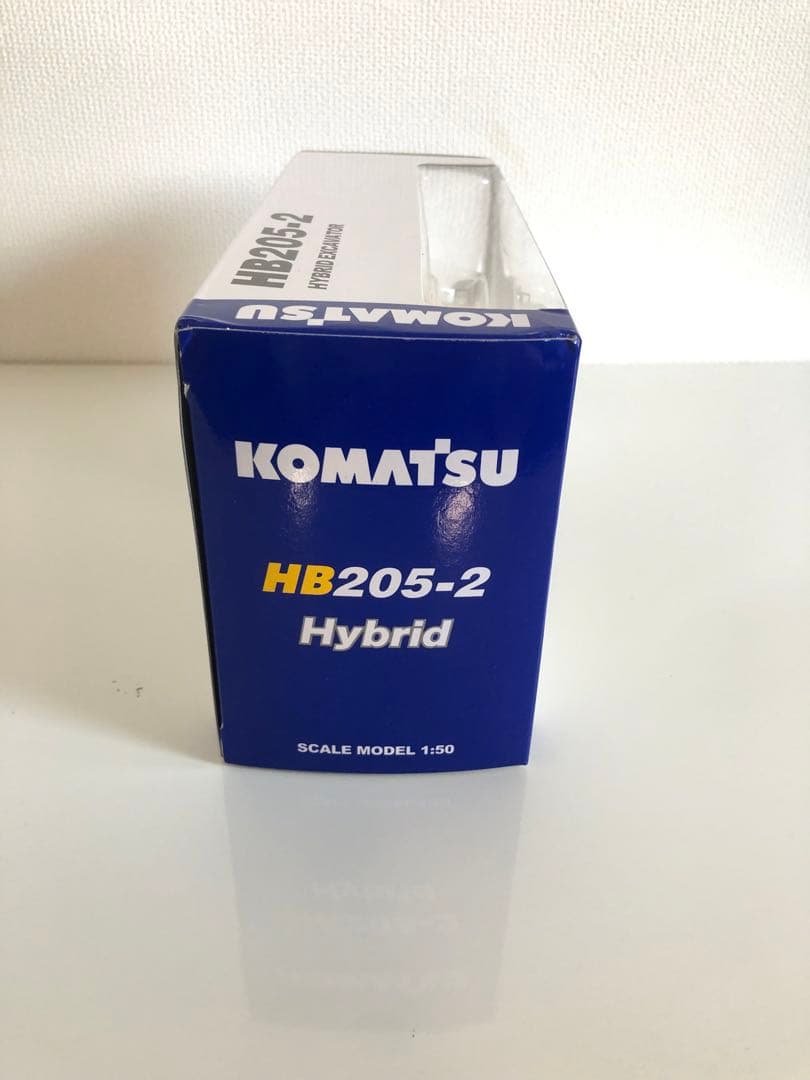 HB205-2
HYBRID EXCAVATOR
KOMATSU
KOMATSU
HB205-2
Hybrid
SCALE MODEL 1:50